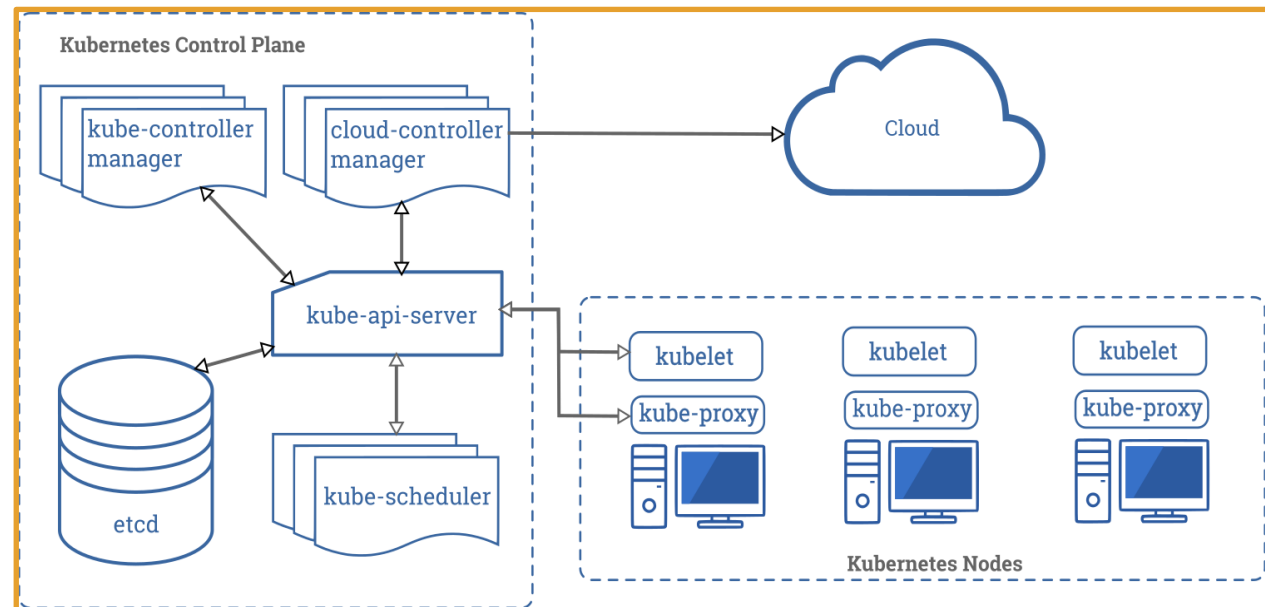 Kubernetes Control Plane
kube-controller
manager
cloud-controller
manager
Cloud
kube-api-server
etcd
kube-scheduler
kubelet
kubelet
kubelet
kube-proxy
kube-proxy
kube-proxy
Kubernetes Nodes